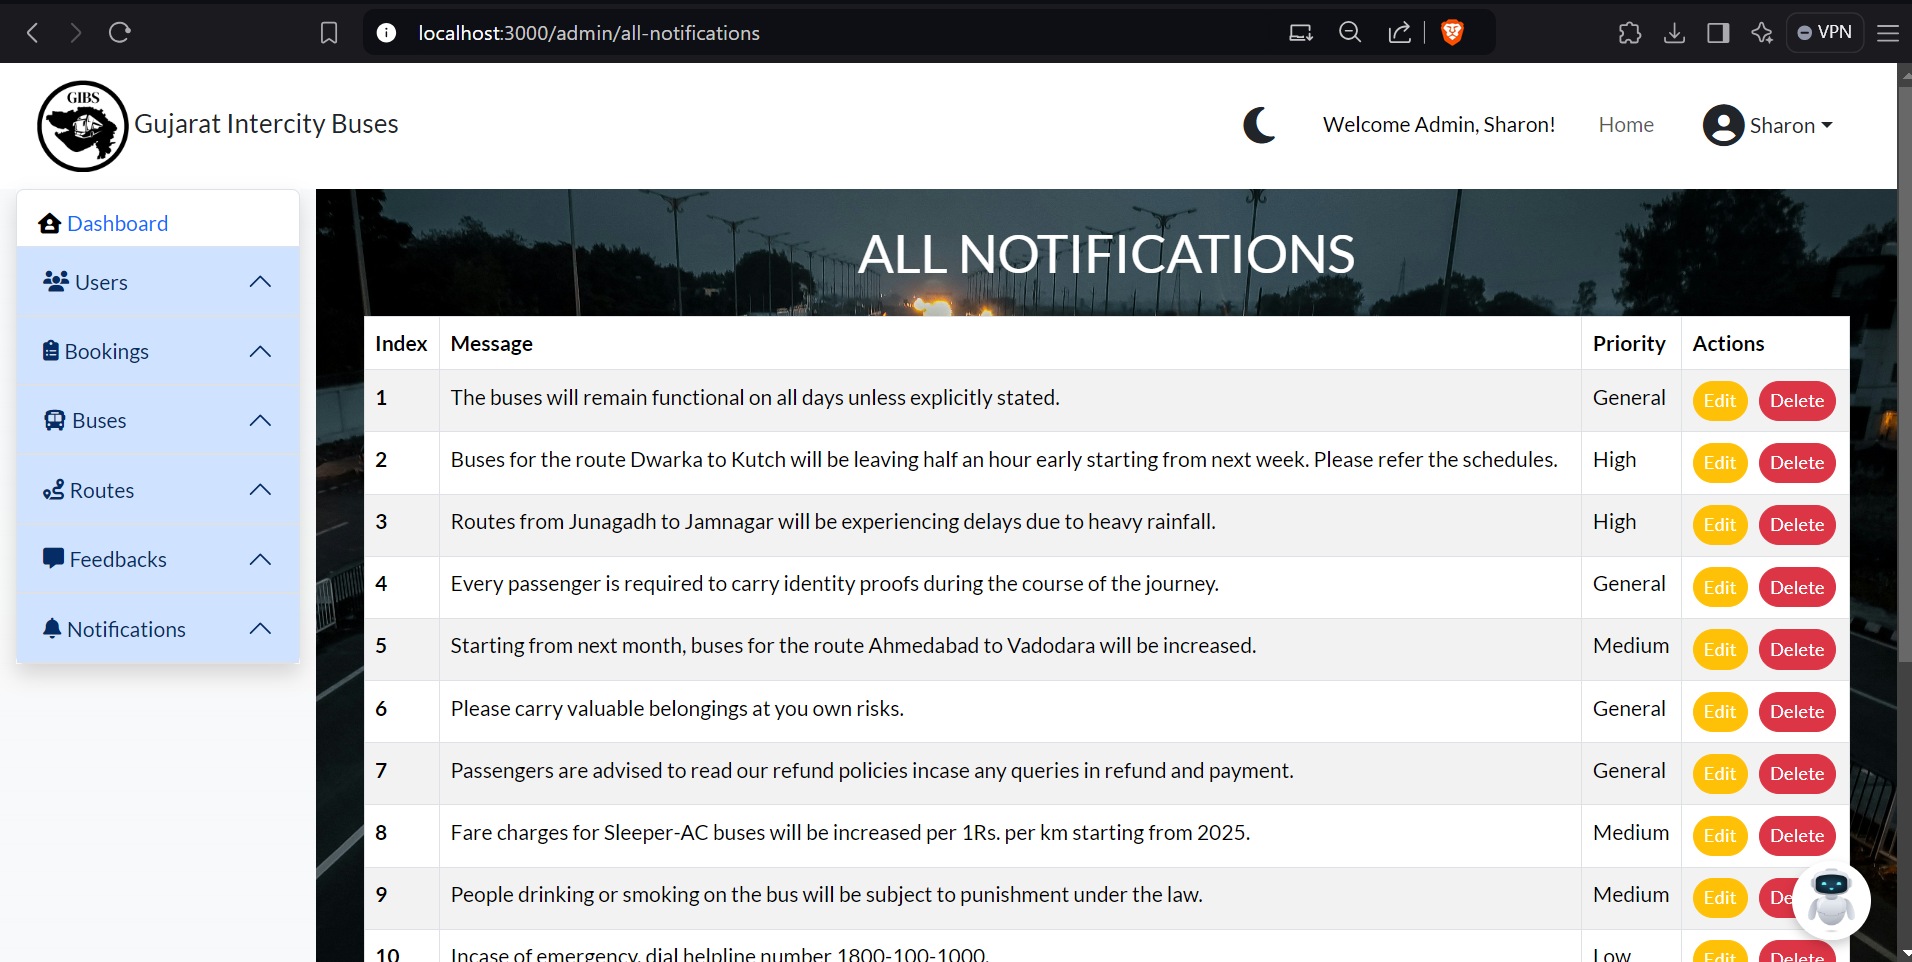 localhost:3000/admin/all-notifications
VPN
GIBS
Gujarat Intercity Buses
Welcome Admin, Sharon!
Home
Sharon
Dashboard
Users
Bookings
Buses
Routes
Feedbacks
Notifications
ALL NOTIFICATIONS
Index Message Priority Actions
1 The buses will remain functional on all days unless explicitly stated. General Edit Delete
2 Buses for the route Dwarka to Kutch will be leaving half an hour early starting from next week. Please refer the schedules. High Edit Delete
3 Routes from Junagadh to Jamnagar will be experiencing delays due to heavy rainfall. High Edit Delete
4 Every passenger is required to carry identity proofs during the course of the journey. General Edit Delete
5 Starting from next month, buses for the route Ahmedabad to Vadodara will be increased. Medium Edit Delete
6 Please carry valuable belongings at you own risks. General Edit Delete
7 Passengers are advised to read our refund policies incase any queries in refund and payment. General Edit Delete
8 Fare charges for Sleeper-AC buses will be increased per 1Rs. per km starting from 2025. Medium Edit Delete
9 People drinking or smoking on the bus will be subject to punishment under the law. Medium Edit De
10 Incase of emergency, dial helpline number 1800-100-1000. Low Edit Delete